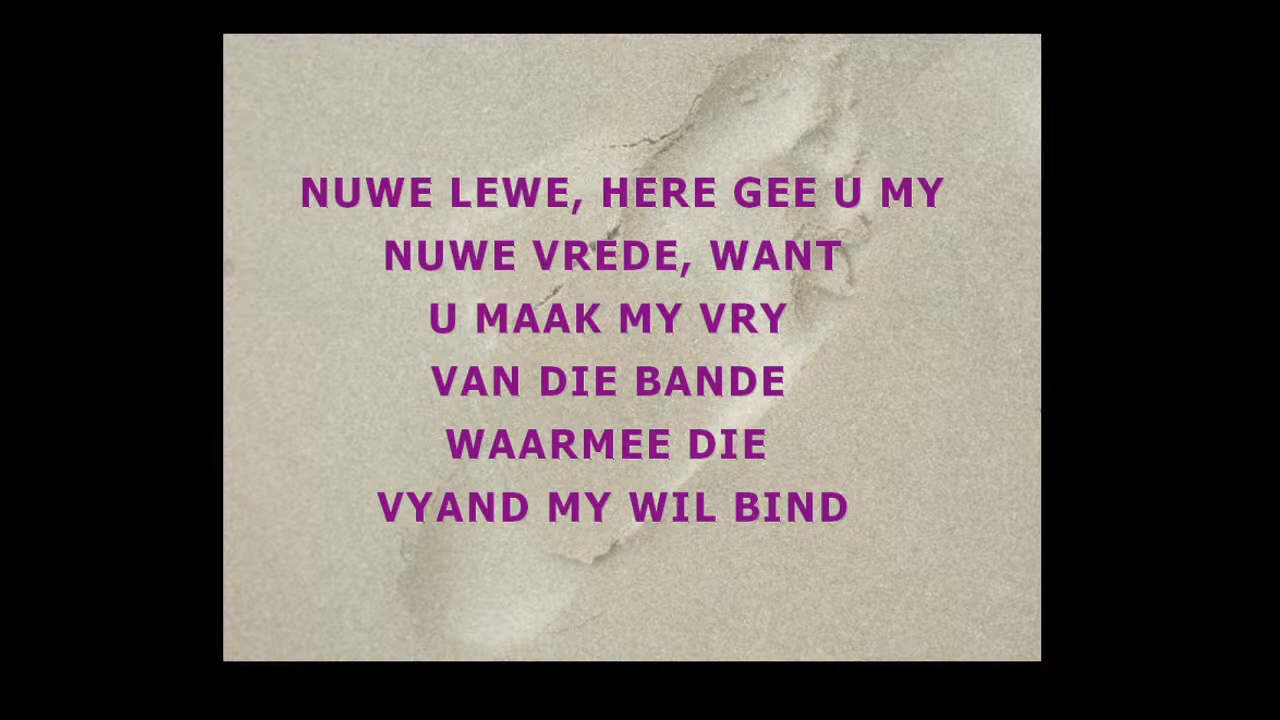 NUWE LEWE, HERE GEE U MY
NUWE VREDE, WANT
U MAAK MY VRY
VAN DIE BANDE
WAARMEE DIE
VYAND MY WIL BIND